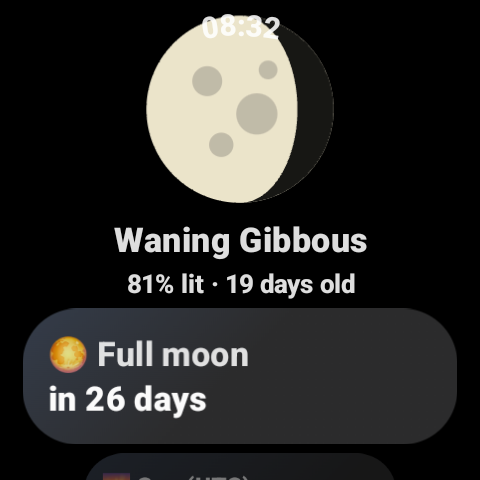 08:32
Waning Gibbous
81% lit · 19 days old
Full moon
in 26 days